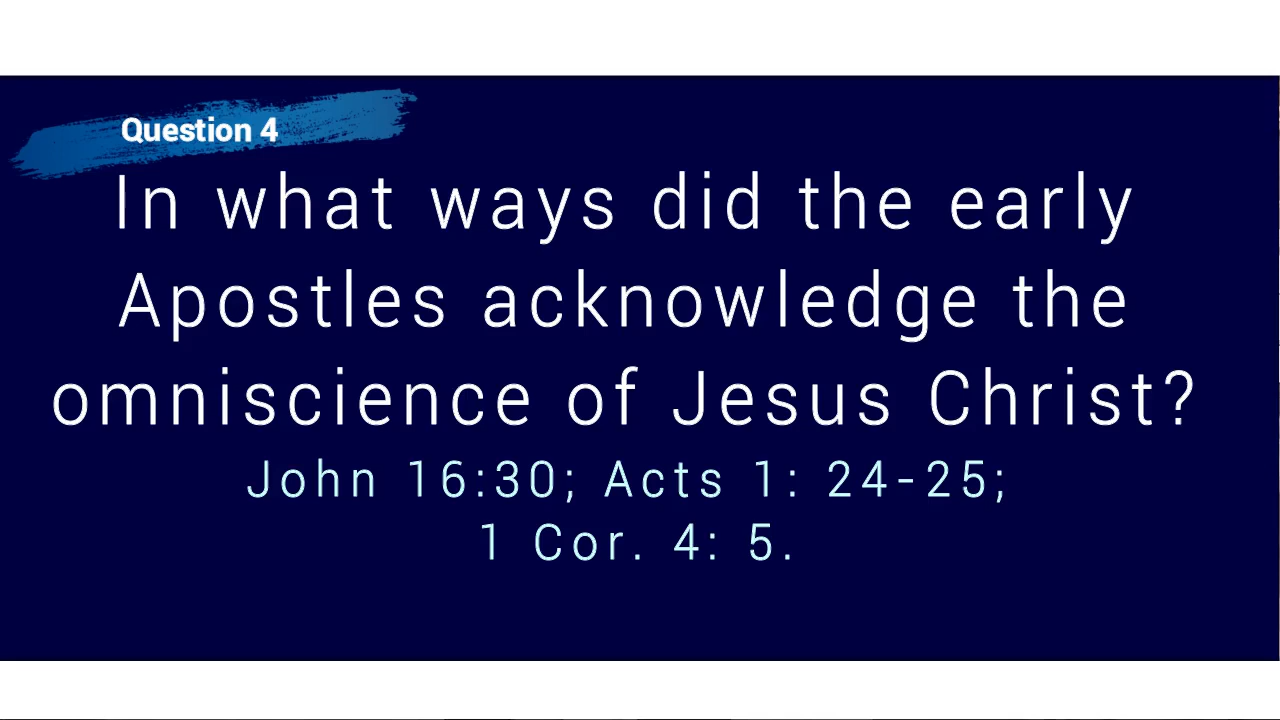 Question 4
In what ways did the early
Apostles acknowledge the
omniscience of Jesus Christ?
John 16:30; Acts 1: 24-25;
1 Cor. 4: 5.